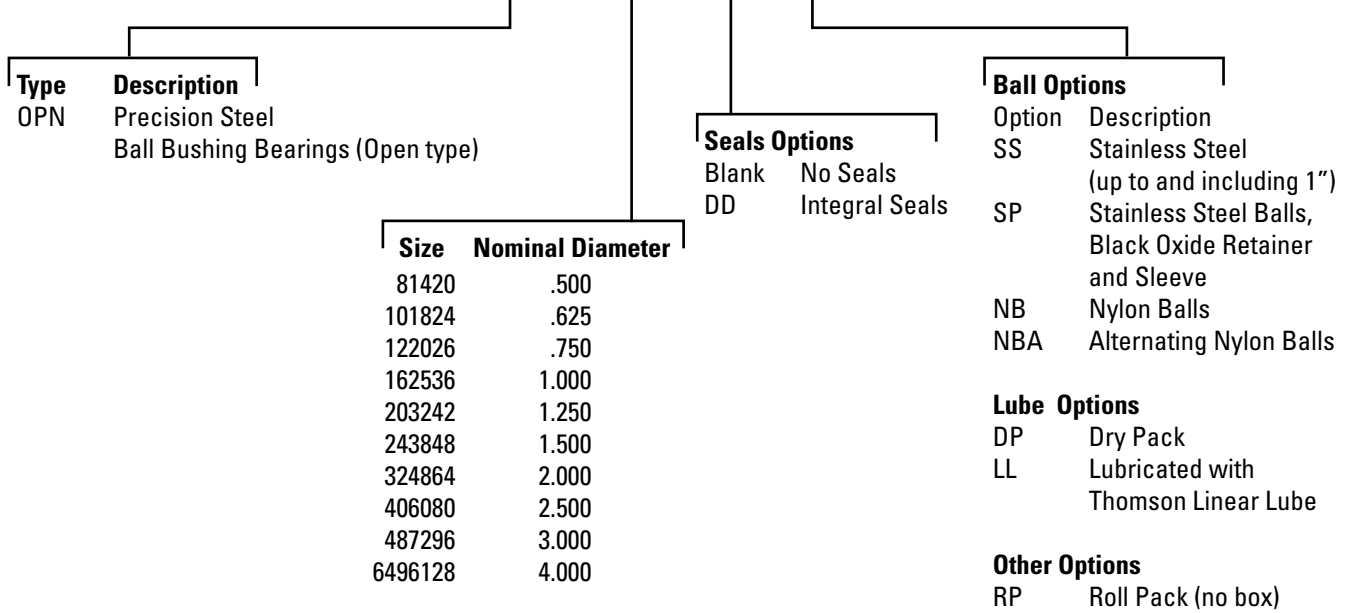 Type Description
OPN Precision Steel
Ball Bushing Bearings (Open type)
Size Nominal Diameter
81420 .500
101824 .625
122026 .750
162536 1.000
203242 1.250
243848 1.500
324864 2.000
406080 2.500
487296 3.000
6496128 4.000
Seals Options
Blank No Seals
DD Integral Seals
Ball Options
Option Description
SS Stainless Steel
(up to and including 1”)
SP Stainless Steel Balls,
Black Oxide Retainer
and Sleeve
NB Nylon Balls
NBA Alternating Nylon Balls
Lube Options
DP Dry Pack
LL Lubricated with
Thomson Linear Lube
Other Options
RP Roll Pack (no box)